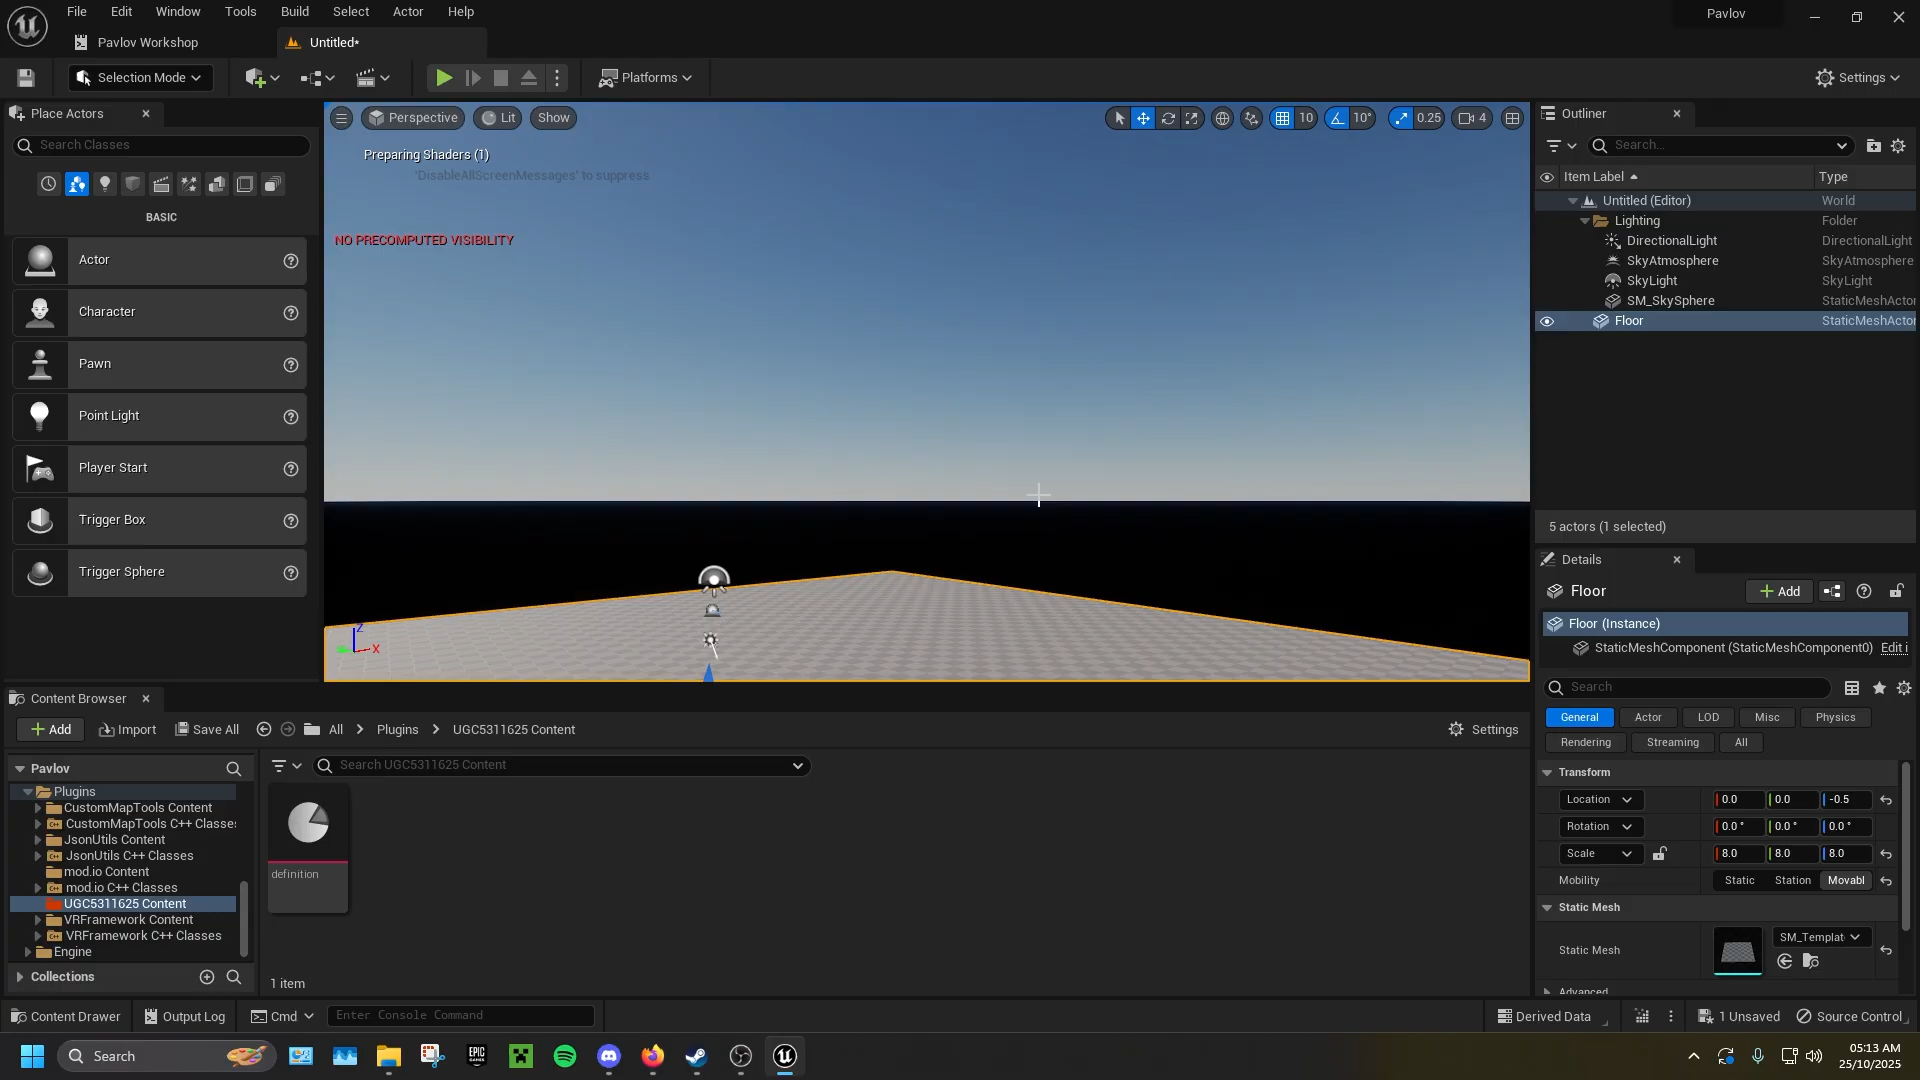 File Edit Window Tools Build Select Actor Help
Pavlov
Pavlov Workshop
Untitled*
Selection Mode
Platforms
Settings
Place Actors
Search Classes
BASIC
Actor
Character
Pawn
Point Light
Player Start
Trigger Box
Trigger Sphere
Perspective
Lit
Show
10
10°
0.25
4
Preparing Shaders (1)
'DisableAllScreenMessages' to suppress
NO PRECOMPUTED VISIBILITY
Z
X
Outliner
Search...
Item Label
Type
Untitled (Editor) World
Lighting Folder
DirectionalLight DirectionalLight
SkyAtmosphere SkyAtmosphere
SkyLight SkyLight
SM_SkySphere StaticMeshActor
Floor StaticMeshActor
5 actors (1 selected)
Details
Floor
Add
Floor (Instance)
StaticMeshComponent (StaticMeshComponent0) Edit i
Search
General Actor LOD Misc Physics
Rendering Streaming All
Transform
Location 0.0 0.0 -0.5
Rotation 0.0 ° 0.0 ° 0.0 °
Scale 8.0 8.0 8.0
Mobility Static Station Movabl
Static Mesh
Static Mesh
SM_Templat
Advanced
Content Browser
Add
Import
Save All
All
Plugins
UGC5311625 Content
Settings
Pavlov
Search UGC5311625 Content
Plugins
CustomMapTools Content
CustomMapTools C++ Classes
JsonUtils Content
JsonUtils C++ Classes
mod.io Content
mod.io C++ Classes
UGC5311625 Content
VRFramework Content
VRFramework C++ Classes
Engine
Collections
definition
1 item
Content Drawer
Output Log
Cmd
Enter Console Command
Derived Data
1 Unsaved
Source Control
Search
EPIC
GAMES
05:13 AM
25/10/2025